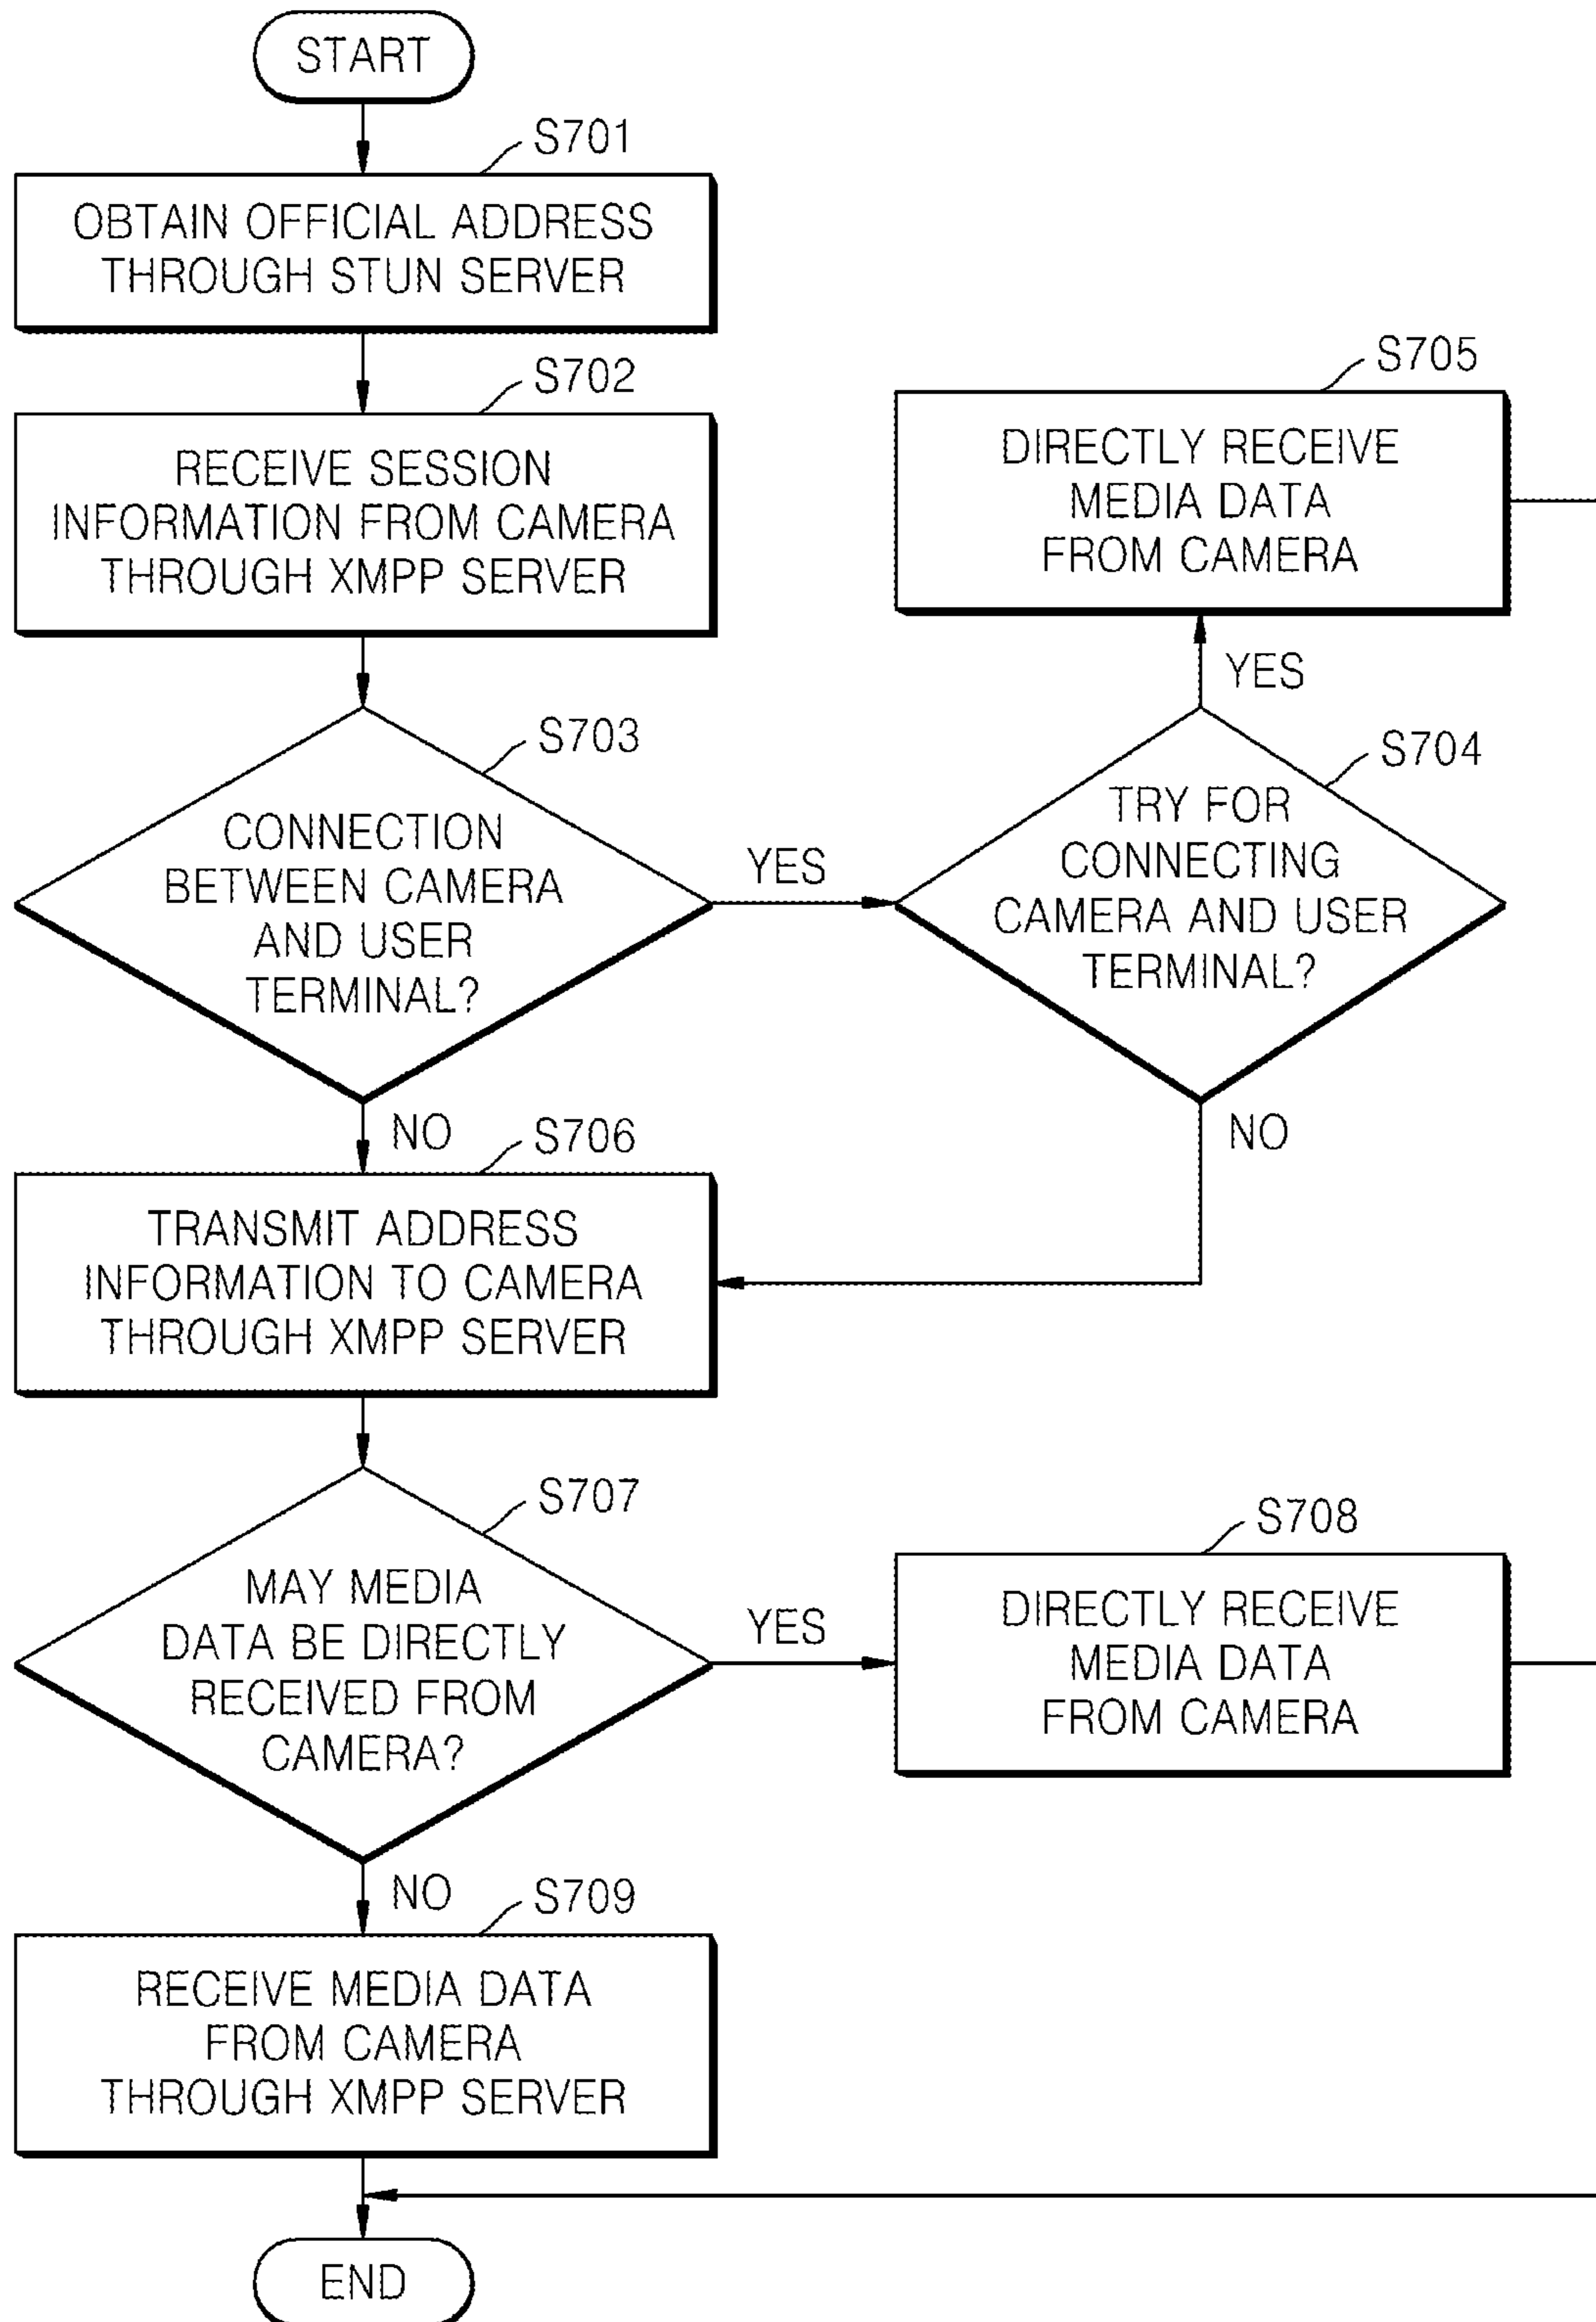 START
S701
OBTAIN OFFICIAL ADDRESS
THROUGH STUN SERVER
S702
RECEIVE SESSION
INFORMATION FROM CAMERA
THROUGH XMPP SERVER
S703
CONNECTION
BETWEEN CAMERA
AND USER
TERMINAL?
YES
NO
S704
TRY FOR
CONNECTING
CAMERA AND USER
TERMINAL?
YES
NO
S705
DIRECTLY RECEIVE
MEDIA DATA
FROM CAMERA
S706
TRANSMIT ADDRESS
INFORMATION TO CAMERA
THROUGH XMPP SERVER
S707
MAY MEDIA
DATA BE DIRECTLY
RECEIVED FROM
CAMERA?
YES
NO
S708
DIRECTLY RECEIVE
MEDIA DATA
FROM CAMERA
S709
RECEIVE MEDIA DATA
FROM CAMERA
THROUGH XMPP SERVER
END